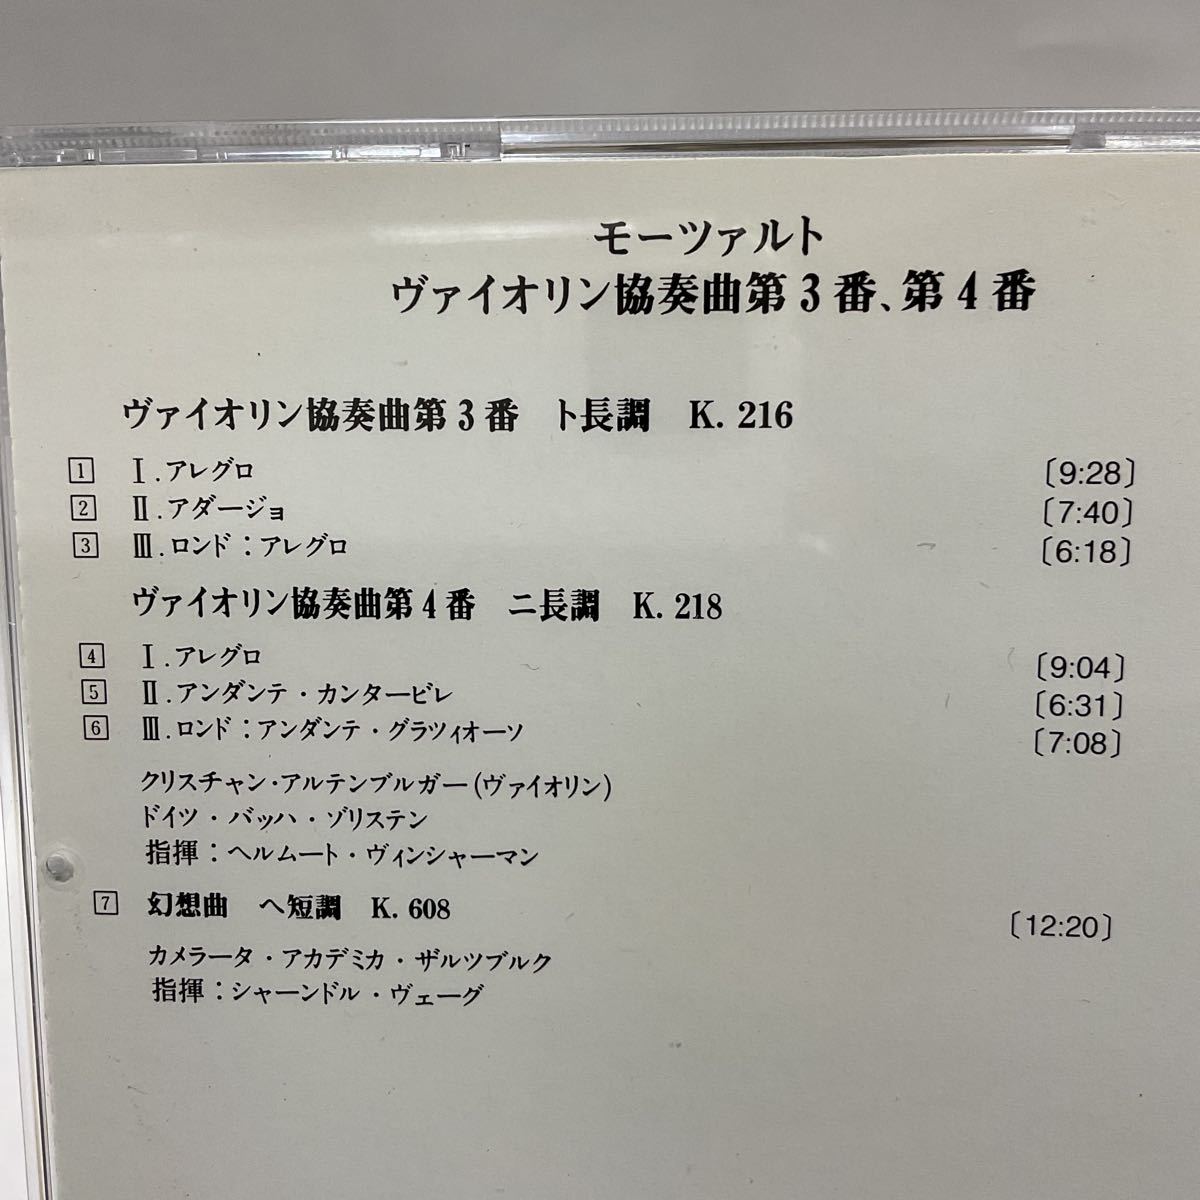 モーツァルト
ヴァイオリン協奏曲第3番、第4番
ヴァイオリン協奏曲第3番 ト長調 K. 216
1 Ⅰ.アレグロ 〔9:28〕
2 Ⅱ.アダージョ 〔7:40〕
3 Ⅲ.ロンド:アレグロ 〔6:18〕
ヴァイオリン協奏曲第4番 ニ長調 K. 218
4 Ⅰ.アレグロ 〔9:04〕
5 Ⅱ.アンダンテ・カンタービレ 〔6:31〕
6 Ⅲ.ロンド:アンダンテ・グラツィオーソ 〔7:08〕
クリスチャン・アルテンブルガー(ヴァイオリン)
ドイツ・バッハ・ゾリステン
指揮:ヘルムート・ヴィンシャーマン
7 幻想曲 ヘ短調 K. 608 〔12:20〕
カメラータ・アカデミカ・ザルツブルク
指揮:シャーンドル・ヴェーグ